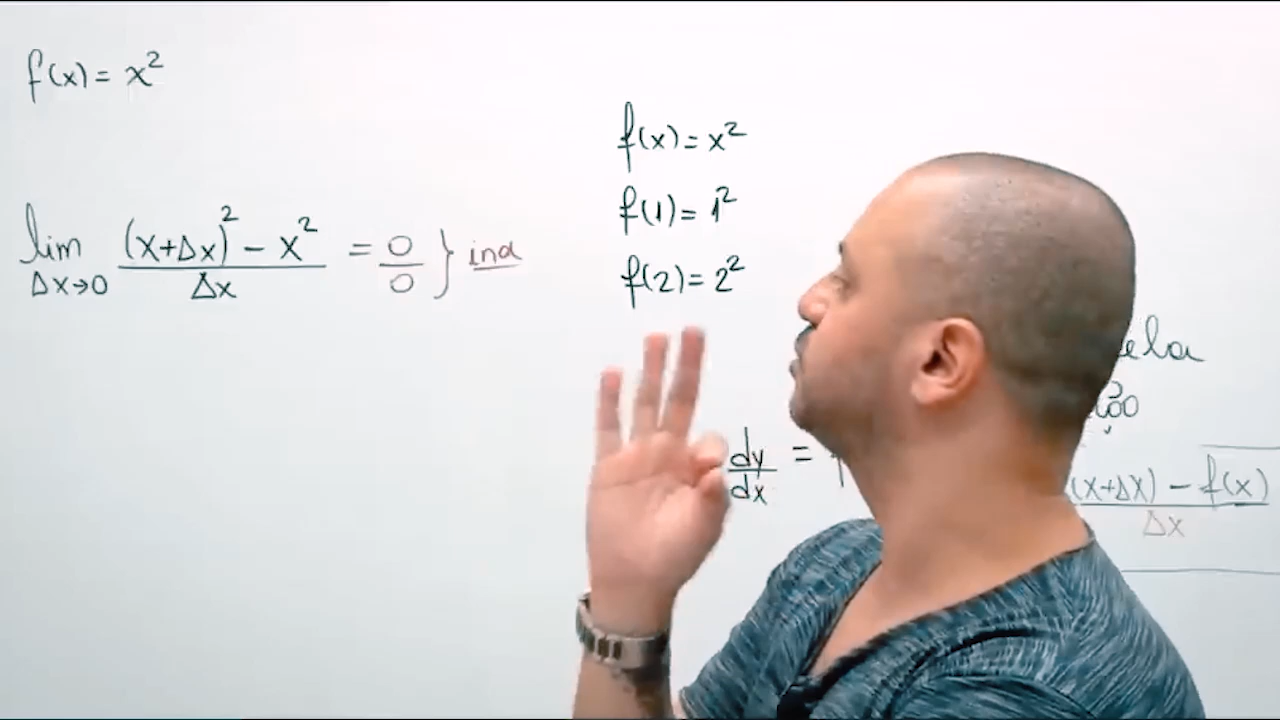 f(x) = x²
lim Δx→0 (x+Δx)² - x² / Δx = 0/0 } ind
f(x) = x²
f(1) = 1²
f(2) = 2²
dy/dx =
(x+Δx) - f(x) / Δx